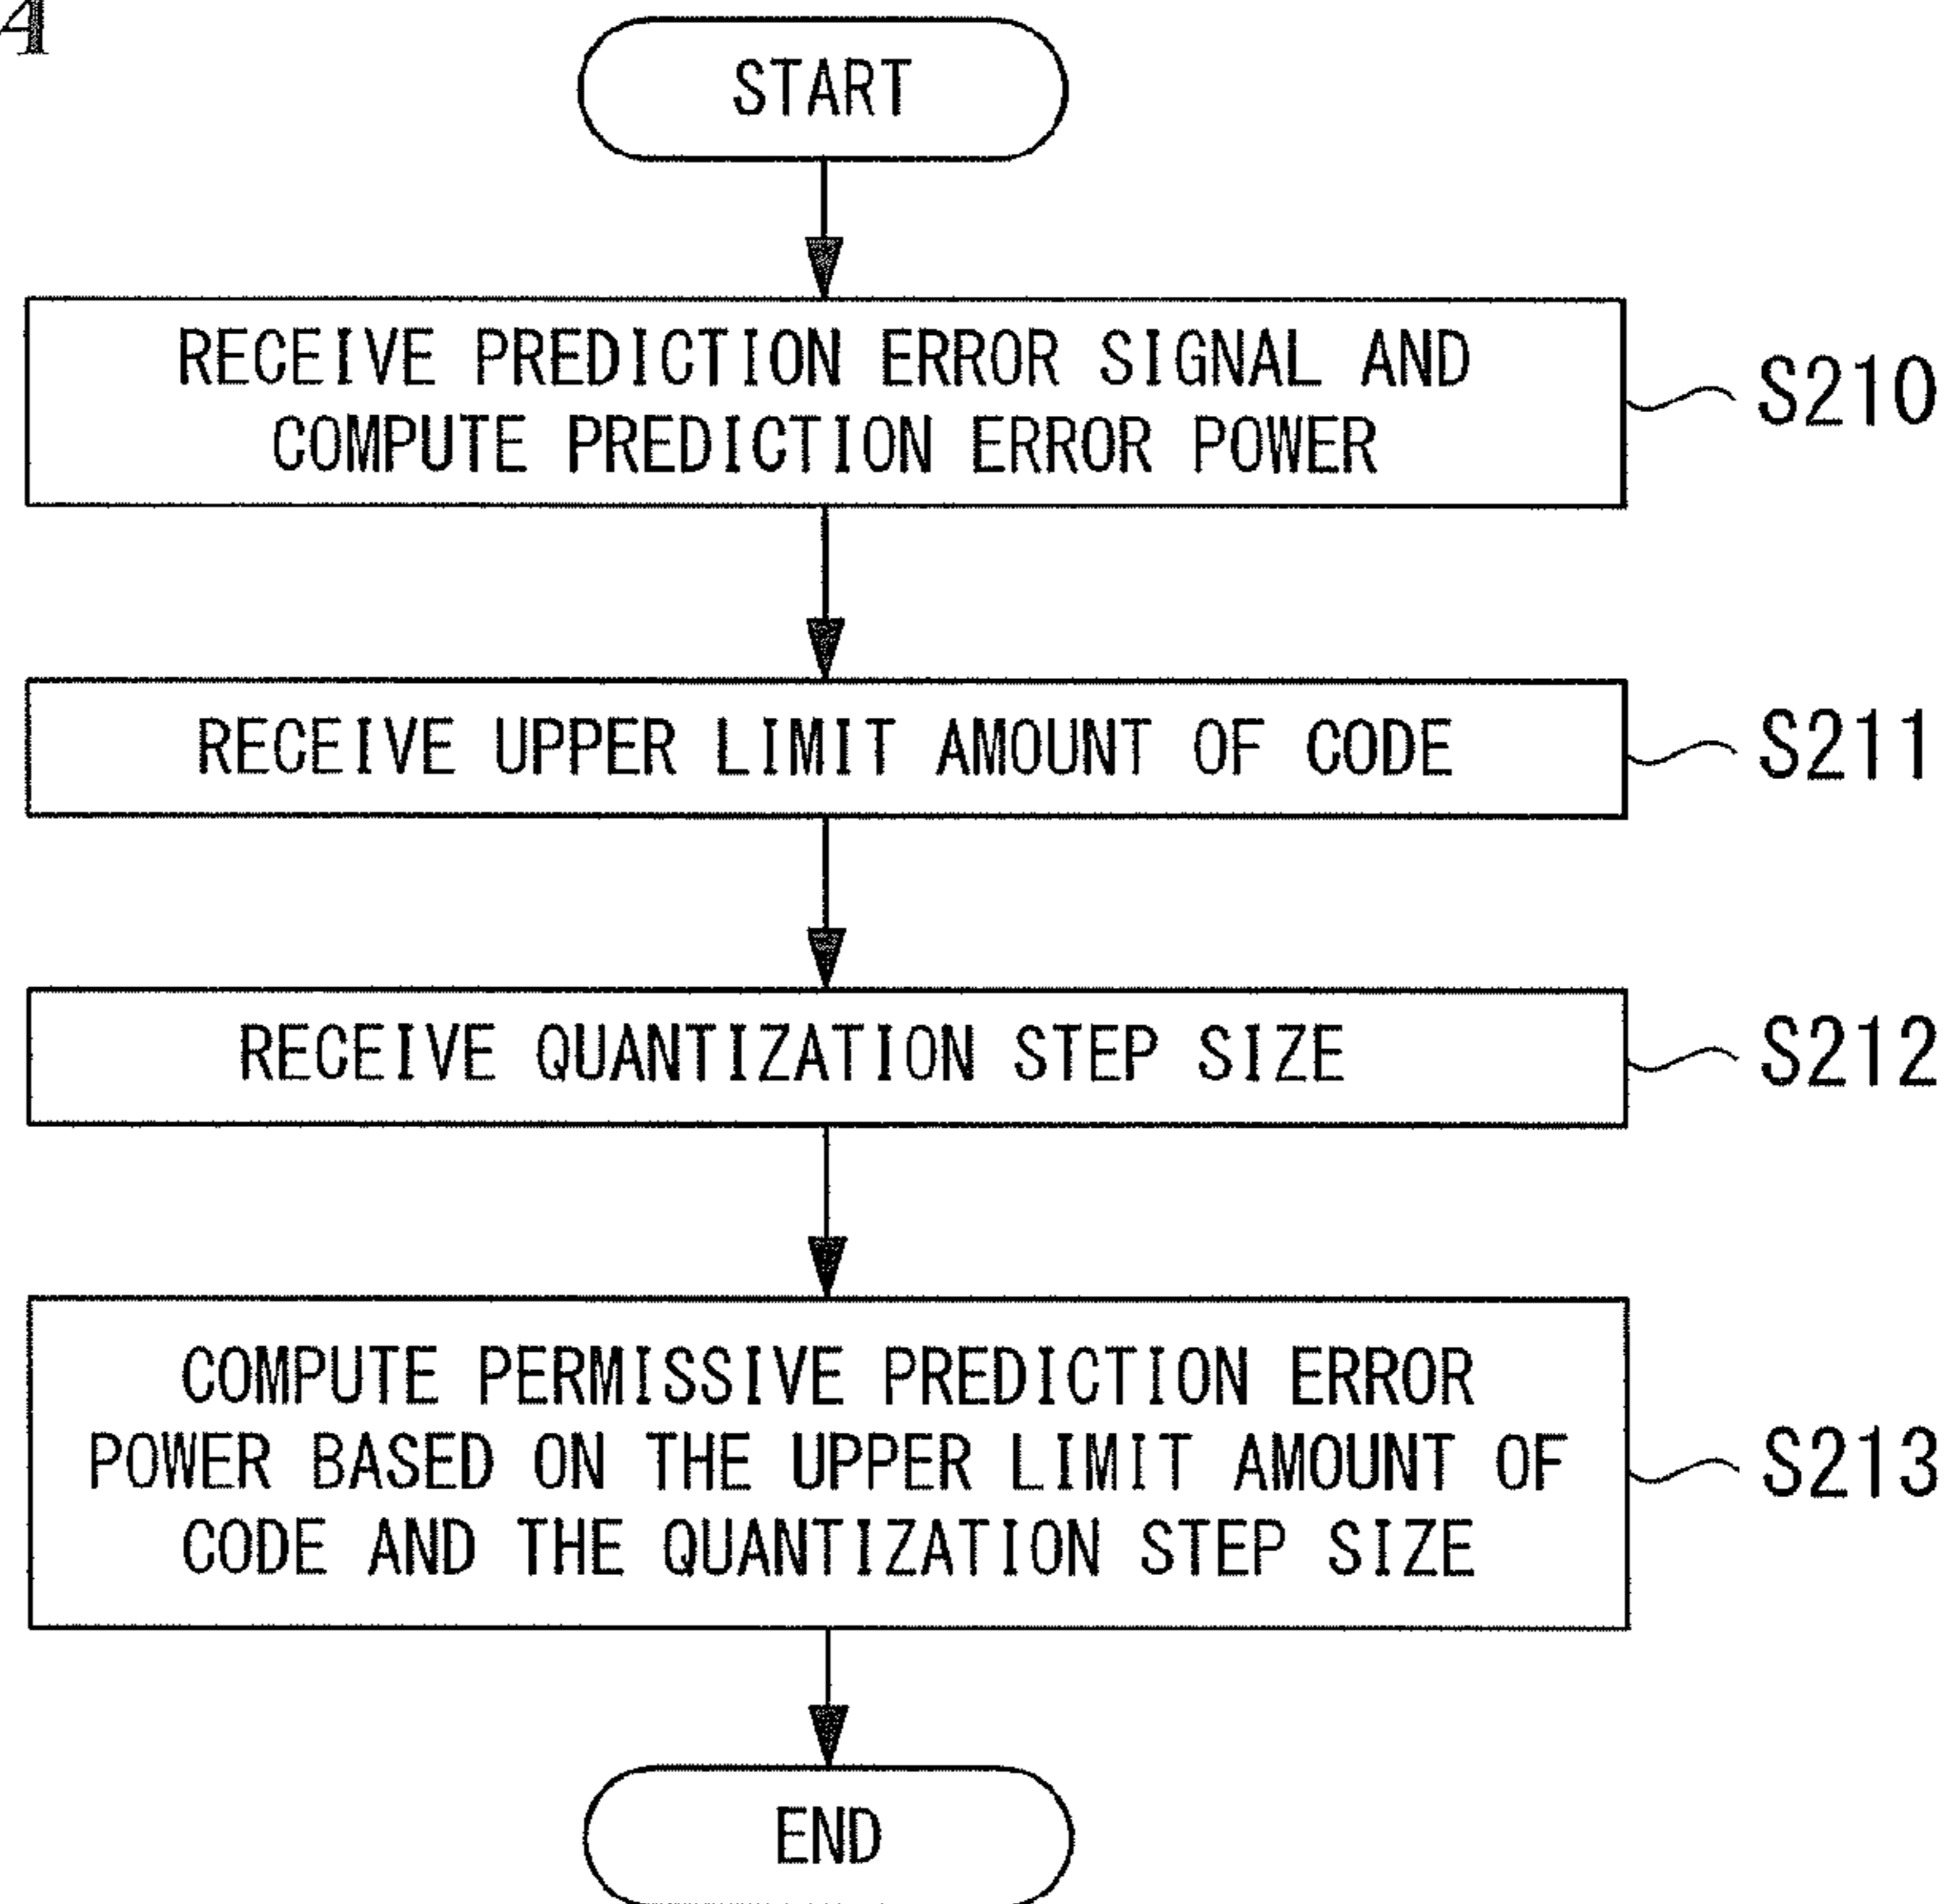 4
START
RECEIVE PREDICTION ERROR SIGNAL AND
COMPUTE PREDICTION ERROR POWER
S210
RECEIVE UPPER LIMIT AMOUNT OF CODE
S211
RECEIVE QUANTIZATION STEP SIZE
S212
COMPUTE PERMISSIVE PREDICTION ERROR
POWER BASED ON THE UPPER LIMIT AMOUNT OF
CODE AND THE QUANTIZATION STEP SIZE
S213
END